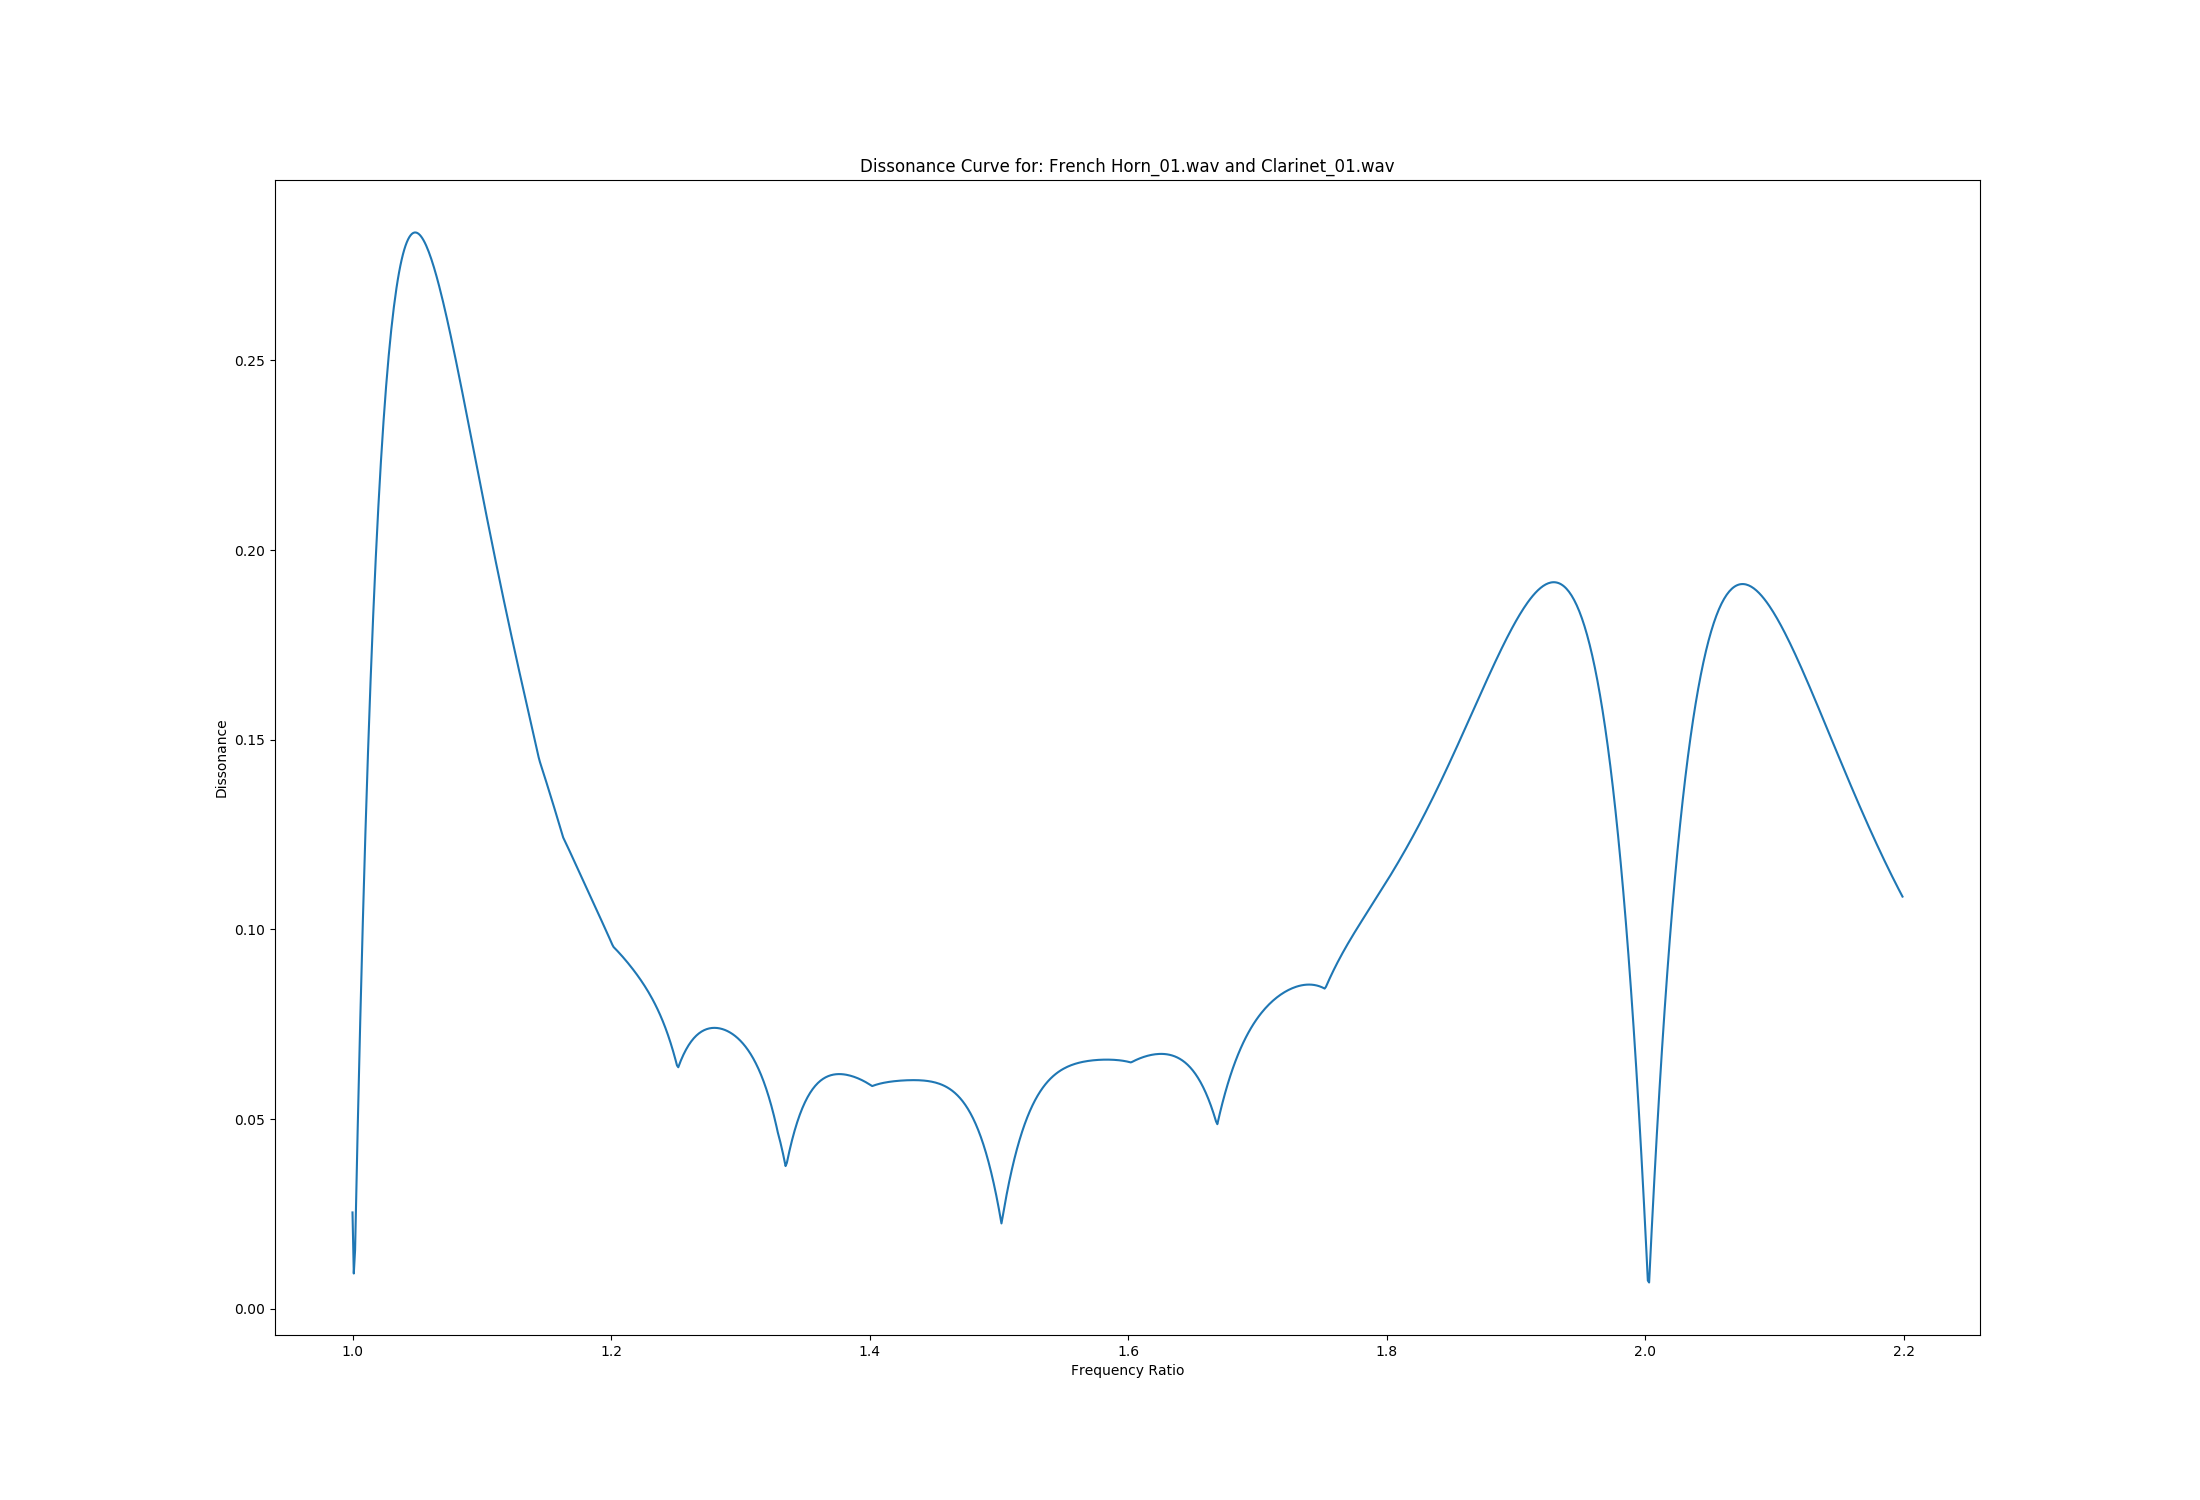 Dissonance Curve for: French Horn_01.wav and Clarinet_01.wav
0.25
0.20
0.15
0.10
0.05
0.00
Dissonance
1.0 1.2 1.4 1.6 1.8 2.0 2.2
Frequency Ratio